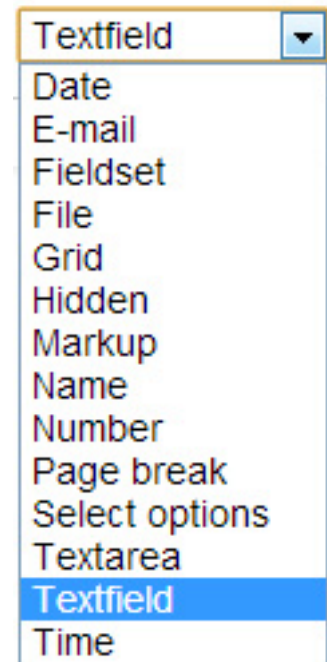 Textfield
Date
E-mail
Fieldset
File
Grid
Hidden
Markup
Name
Number
Page break
Select options
Textarea
Textfield
Time